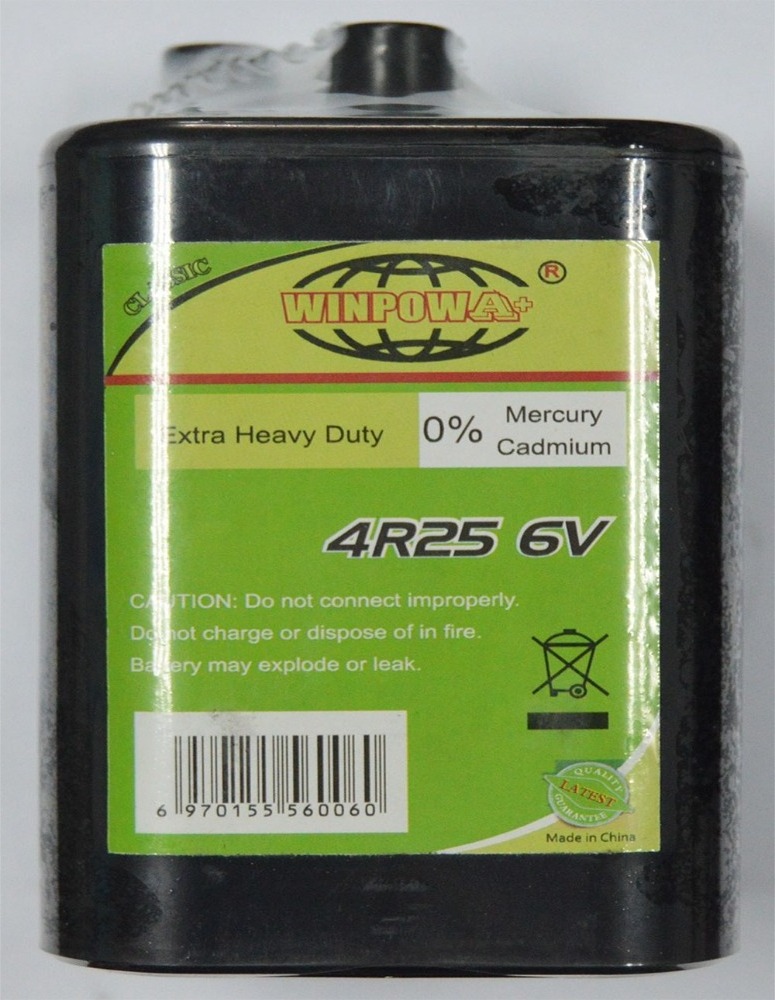 CLASSIC
WINPOWA+ ®
Extra Heavy Duty
0% Mercury
Cadmium
4R25 6V
CAUTION: Do not connect improperly.
Do not charge or dispose of in fire.
Battery may explode or leak.
6 970155 560060
QUALITY
LATEST
GUARANTEE
Made in China